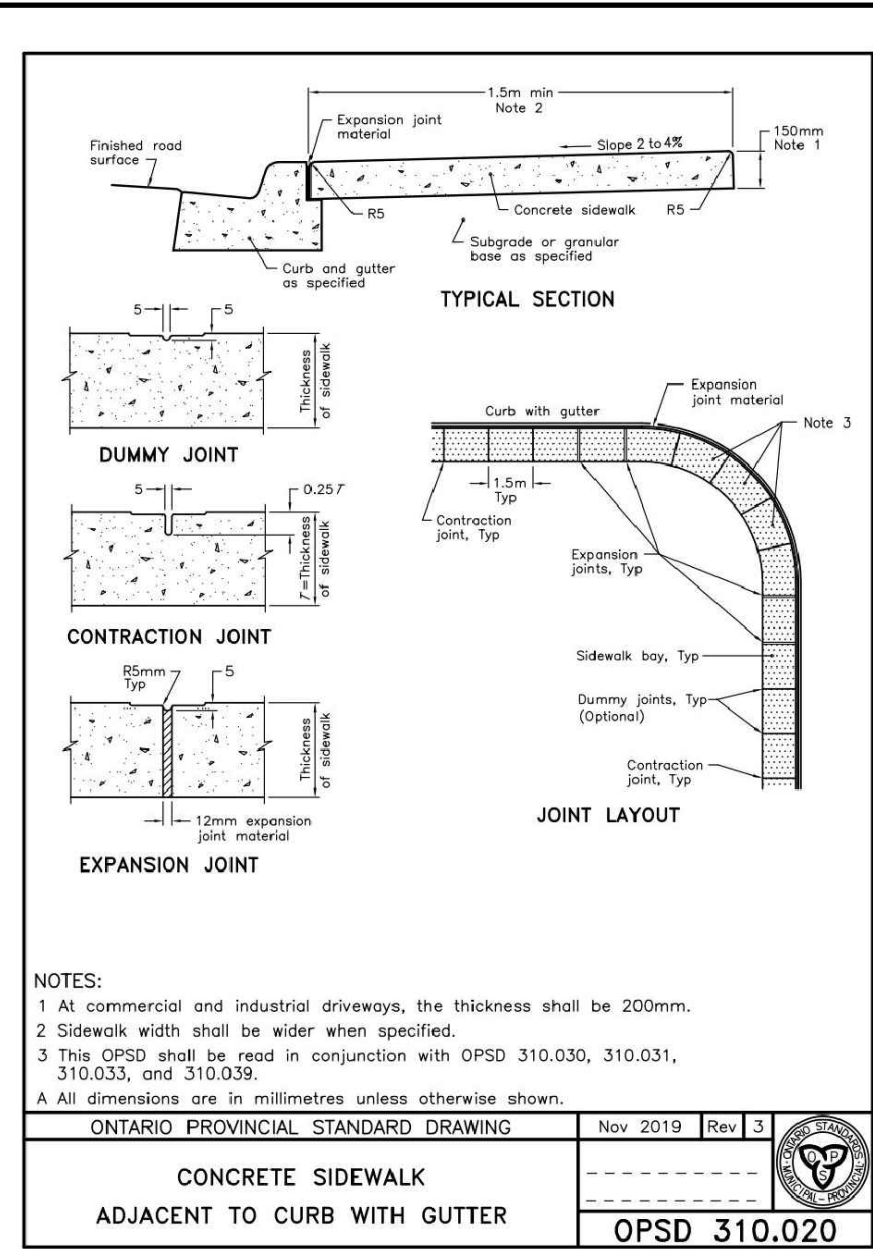 1.5m min
Note 2
Expansion joint
material
Finished road
surface
Slope 2 to 4%
150mm
Note 1
R5
Concrete sidewalk
R5
Subgrade or granular
base as specified
Curb and gutter
as specified
TYPICAL SECTION
5
5
Thickness
of sidewalk
DUMMY JOINT
5
0.25T
T=Thickness
of sidewalk
CONTRACTION JOINT
R5mm
Typ
5
Thickness
of sidewalk
12mm expansion
joint material
EXPANSION JOINT
Expansion
joint material
Curb with gutter
Note 3
1.5m
Typ
Contraction
joint, Typ
Expansion
joints, Typ
Sidewalk bay, Typ
Dummy joints, Typ
(Optional)
Contraction
joint, Typ
JOINT LAYOUT
NOTES:
1 At commercial and industrial driveways, the thickness shall be 200mm.
2 Sidewalk width shall be wider when specified.
3 This OPSD shall be read in conjunction with OPSD 310.030, 310.031,
310.033, and 310.039.
A All dimensions are in millimetres unless otherwise shown.
ONTARIO PROVINCIAL STANDARD DRAWING
Nov 2019
Rev
3
CONCRETE SIDEWALK
ADJACENT TO CURB WITH GUTTER
OPSD 310.020
ONTARIO STANDARDS
MUNICIPAL-PROVINCIAL
OPS